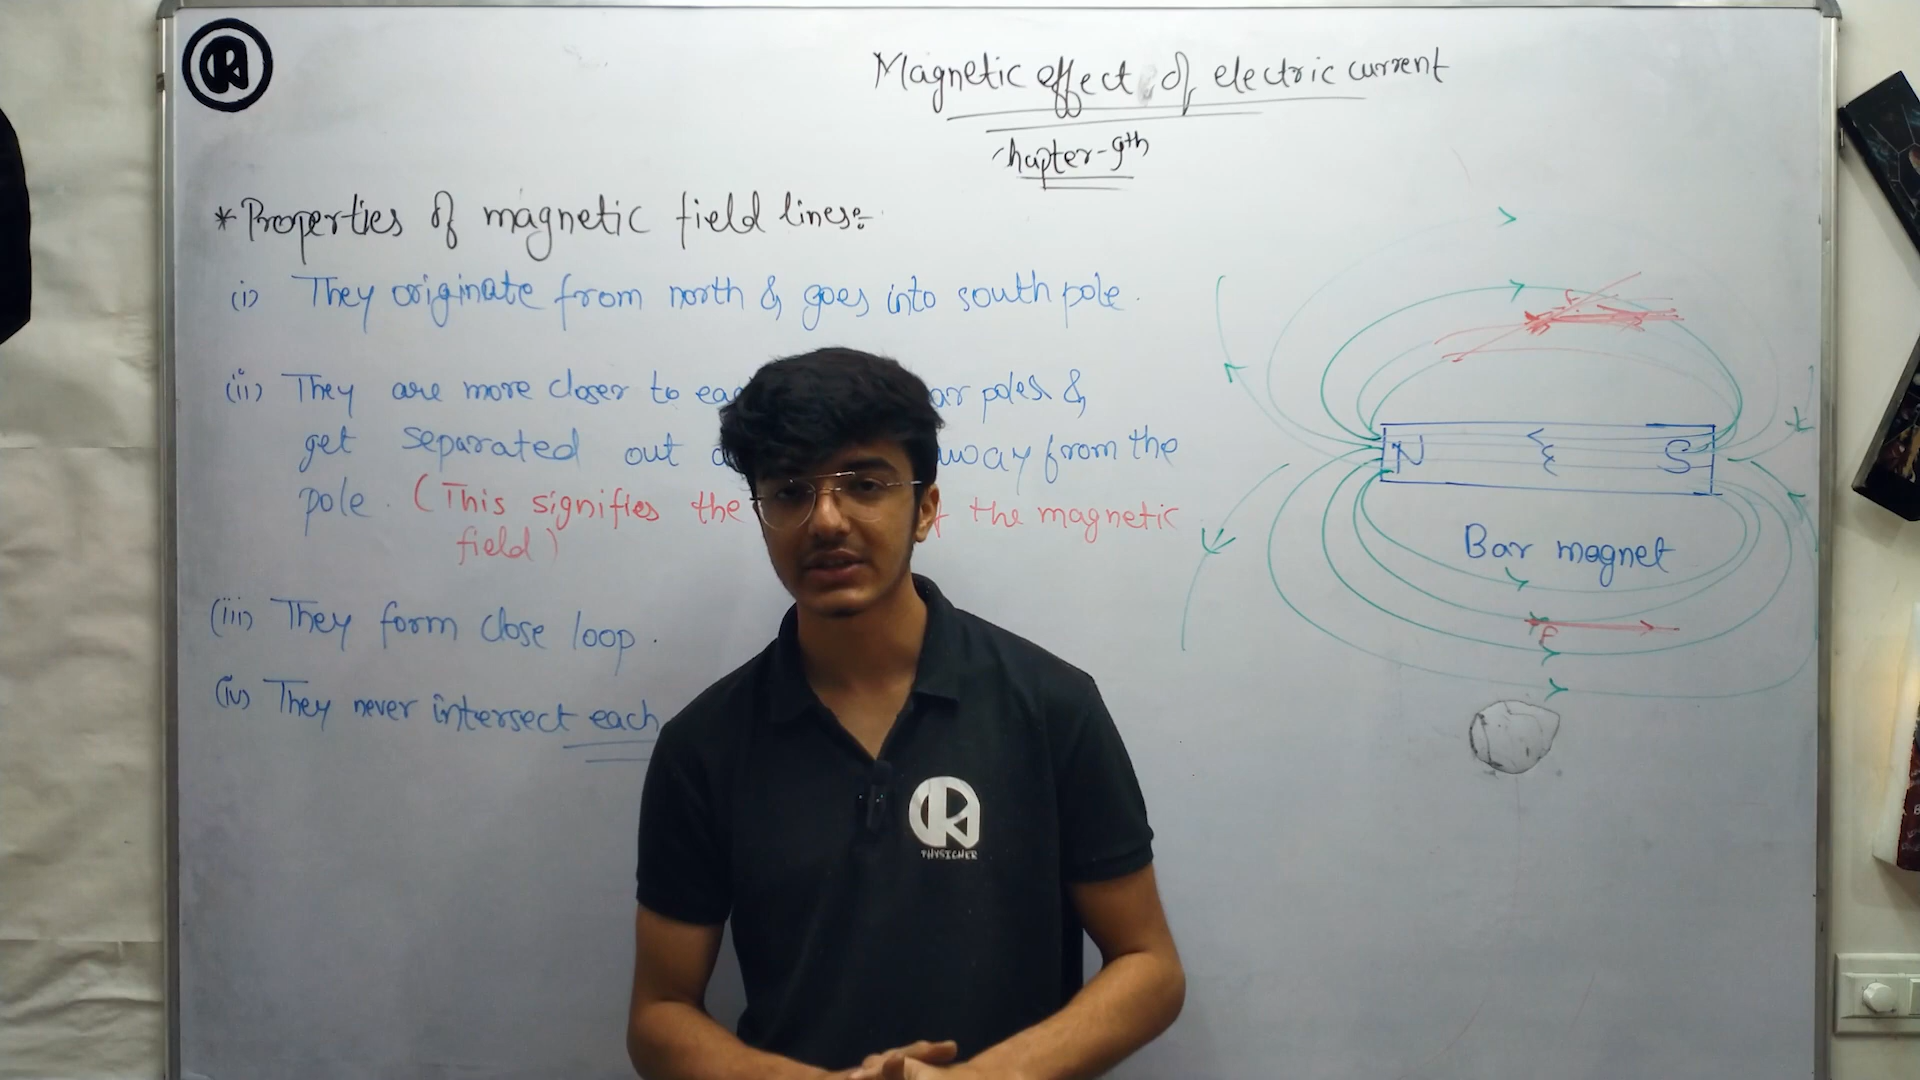 Magnetic effect of electric current
Chapter-9th
* Properties of magnetic field lines:-
(i) They originate from north & goes into south pole.
(ii) They are more closer to poles &
get separated out away from the
pole. (This signifies the the magnetic
field)
(iii) They form close loop.
(iv) They never intersect each
N S
Bar magnet
PHYSICHER